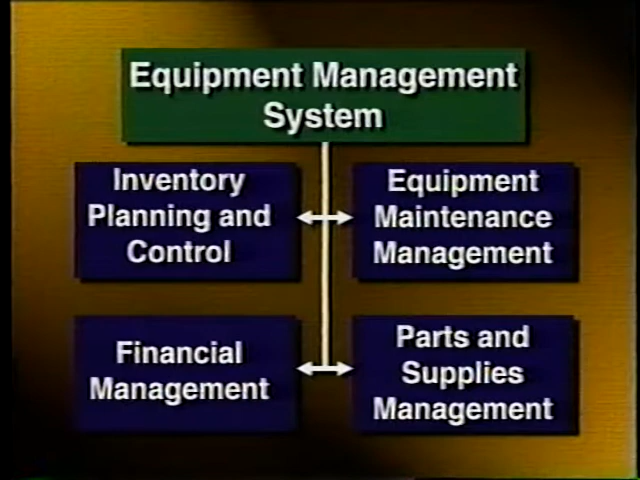 Equipment Management
System
Inventory
Planning and
Control
Equipment
Maintenance
Management
Financial
Management
Parts and
Supplies
Management